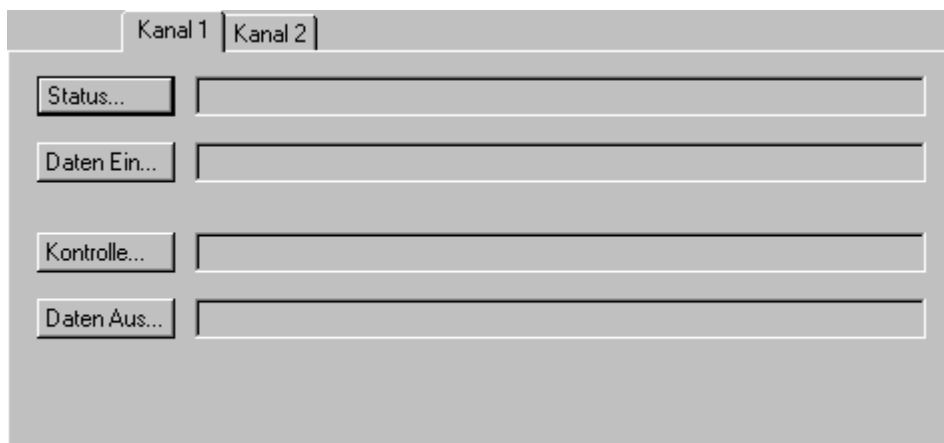 Kanal 1 Kanal 2
Status...
Daten Ein...
Kontrolle...
Daten Aus...